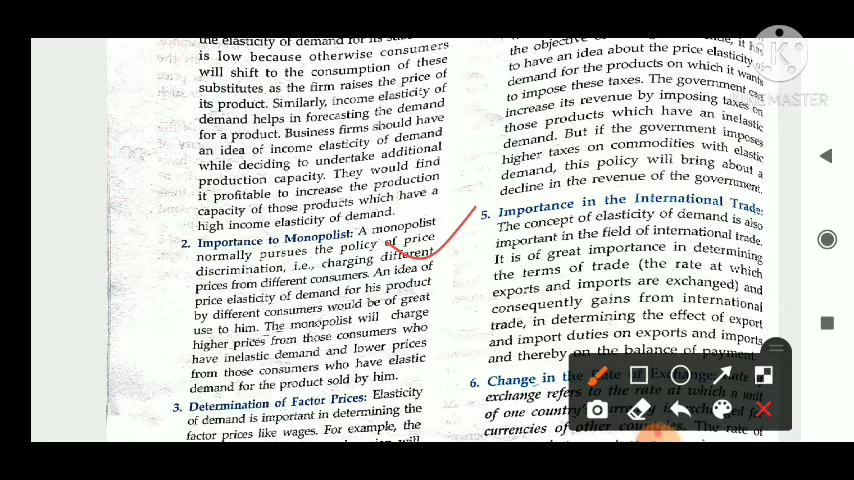 the elasticity of demand for its
is low because otherwise consumers
will shift to the consumption of these
substitutes as the firm raises the price of
its product. Similarly, income elasticity of
demand helps in forecasting the demand
for a product. Business firms should have
an idea of income elasticity of demand
while deciding to undertake additional
production capacity. They would find
it profitable to increase the production
capacity of those products which have a
high income elasticity of demand.
2. Importance to Monopolist: A monopolist
normally pursues the policy of price
discrimination, i.e., charging different
prices from different consumers. An idea of
price elasticity of demand for his product
by different consumers would be of great
use to him. The monopolist will charge
higher prices from those consumers who
have inelastic demand and lower prices
from those consumers who have elastic
demand for the product sold by him.
3. Determination of Factor Prices: Elasticity
of demand is important in determining the
factor prices like wages. For example, the
the objective of it has
to have an idea about the price elasticity of
demand for the products on which it wants
to impose these taxes. The government can
increase its revenue by imposing taxes on
those products which have an inelastic
demand. But if the government imposes
higher taxes on commodities with elastic
demand, this policy will bring about a
decline in the revenue of the government.
5. Importance in the International Trade:
The concept of elasticity of demand is also
important in the field of international trade.
It is of great importance in determining
the terms of trade (the rate at which
exports and imports are exchanged) and
consequently gains from international
trade, in determining the effect of export
and import duties on exports and imports
and thereby on the balance of payment.
6. Change in the Rate of Exchange: Rate of
exchange refers to the rate at which a unit
of one country's currency is exchanged for
currencies of other countries. The rate of
K
KINEMASTER